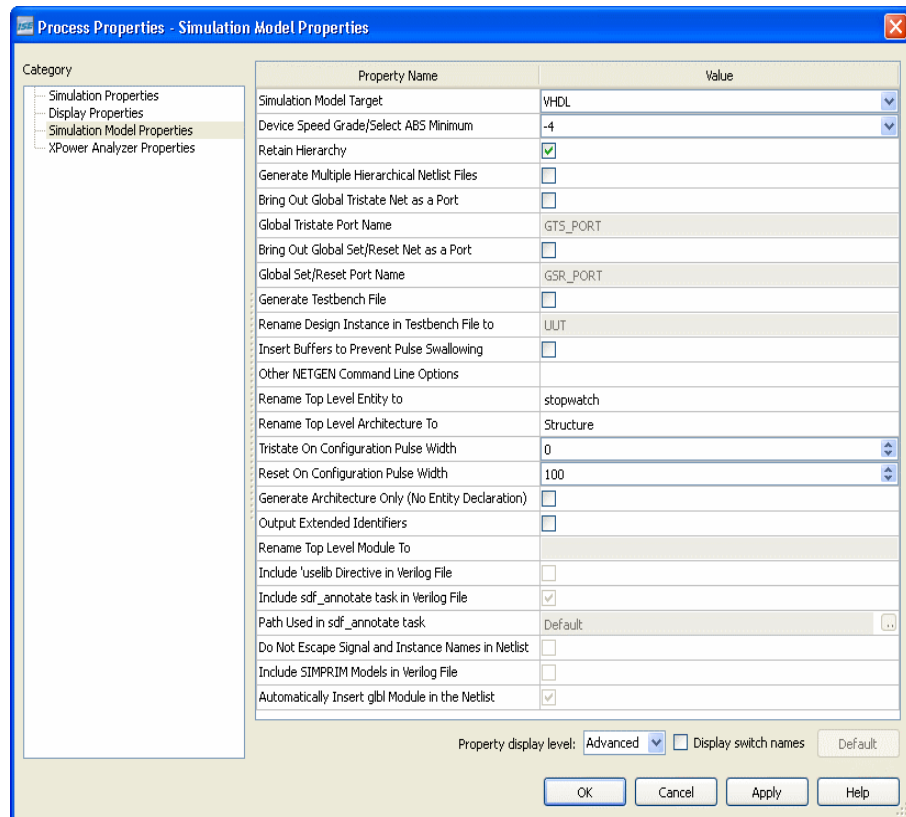 ISE Process Properties - Simulation Model Properties
Category
Simulation Properties
Display Properties
Simulation Model Properties
XPower Analyzer Properties
Property Name Value
Simulation Model Target VHDL
Device Speed Grade/Select ABS Minimum -4
Retain Hierarchy
Generate Multiple Hierarchical Netlist Files
Bring Out Global Tristate Net as a Port
Global Tristate Port Name GTS_PORT
Bring Out Global Set/Reset Net as a Port
Global Set/Reset Port Name GSR_PORT
Generate Testbench File
Rename Design Instance in Testbench File to UUT
Insert Buffers to Prevent Pulse Swallowing
Other NETGEN Command Line Options
Rename Top Level Entity to stopwatch
Rename Top Level Architecture To Structure
Tristate On Configuration Pulse Width 0
Reset On Configuration Pulse Width 100
Generate Architecture Only (No Entity Declaration)
Output Extended Identifiers
Rename Top Level Module To
Include 'uselib Directive in Verilog File
Include sdf_annotate task in Verilog File
Path Used in sdf_annotate task Default ..
Do Not Escape Signal and Instance Names in Netlist
Include SIMPRIM Models in Verilog File
Automatically Insert glbl Module in the Netlist
Property display level: Advanced Display switch names Default
OK Cancel Apply Help